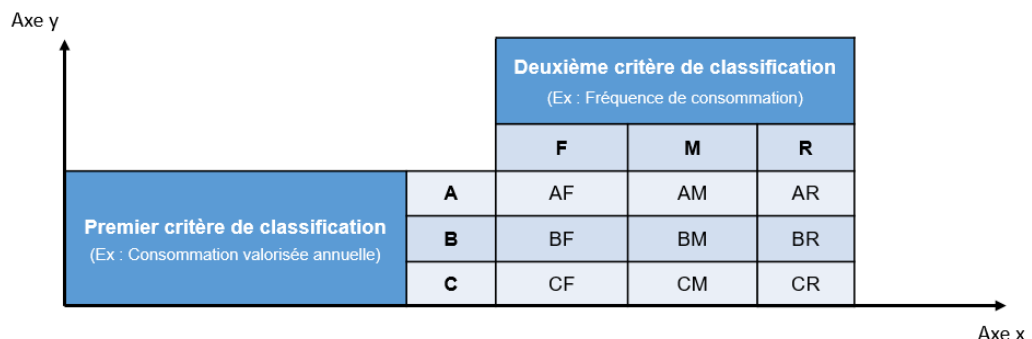 Axe y
Deuxième critère de classification
(Ex : Fréquence de consommation)
F M R
A AF AM AR
Premier critère de classification
(Ex : Consommation valorisée annuelle)
B BF BM BR
C CF CM CR
Axe x